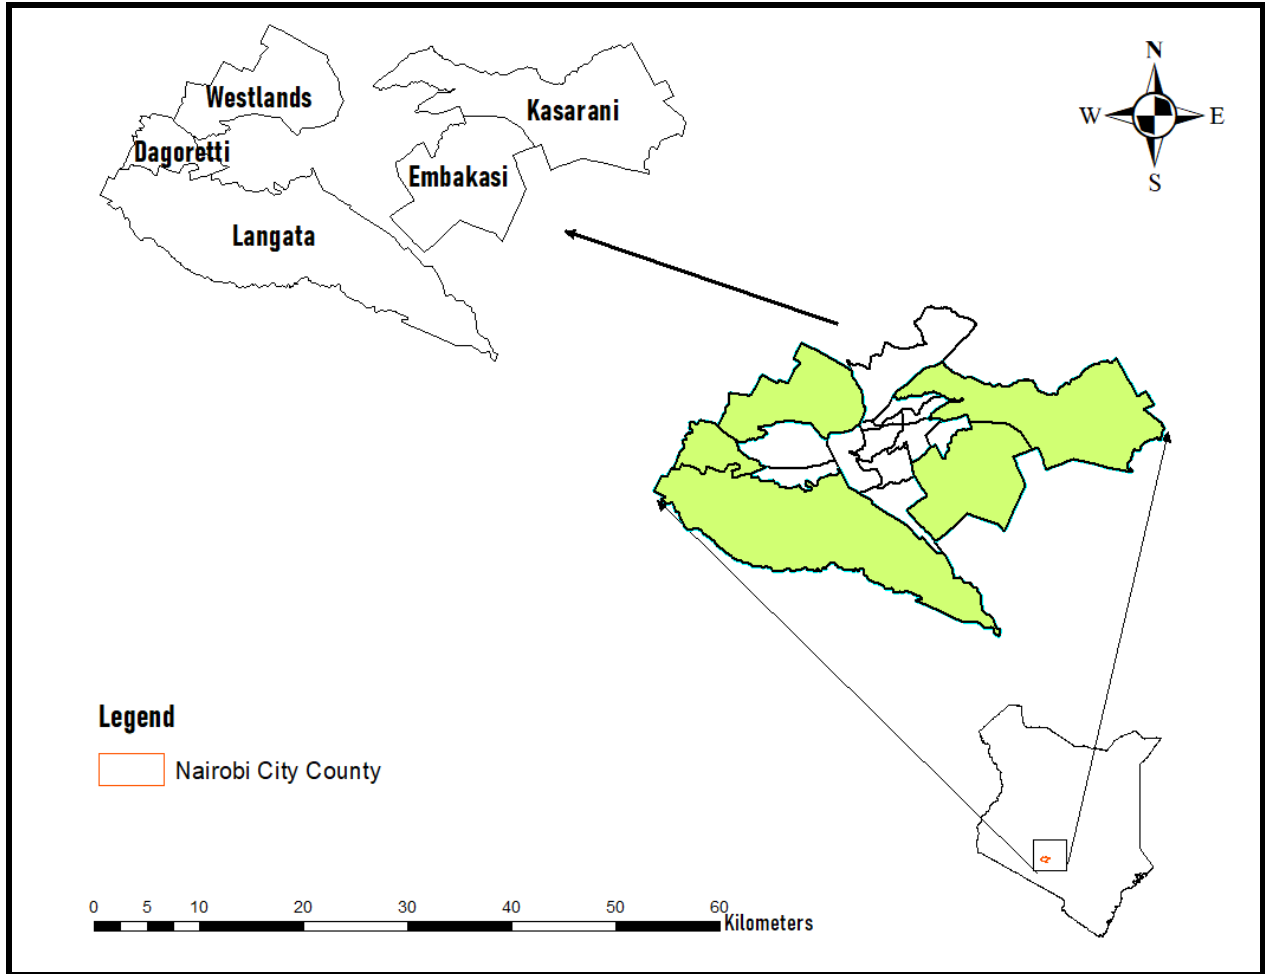 N
W E
S
Westlands
Kasarani
Dagoretti
Embakasi
Langata
Legend
Nairobi City County
0 5 10 20 30 40 50 60
Kilometers